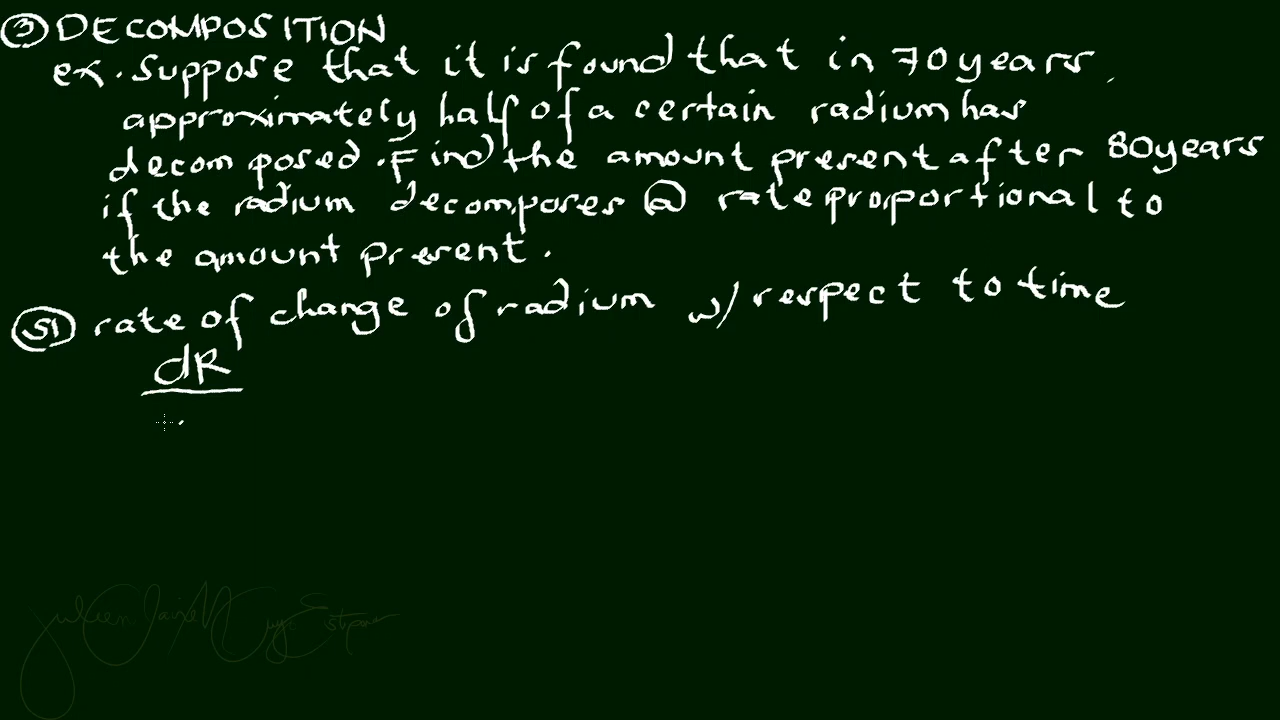 ③ DECOMPOSITION
ex. Suppose that it is found that in 70 years
approximately half of a certain radium has
decomposed. Find the amount present after 80 years
if the radium decomposes @ rate proportional to
the amount present.
S1 rate of change of radium w/ respect to time
dR